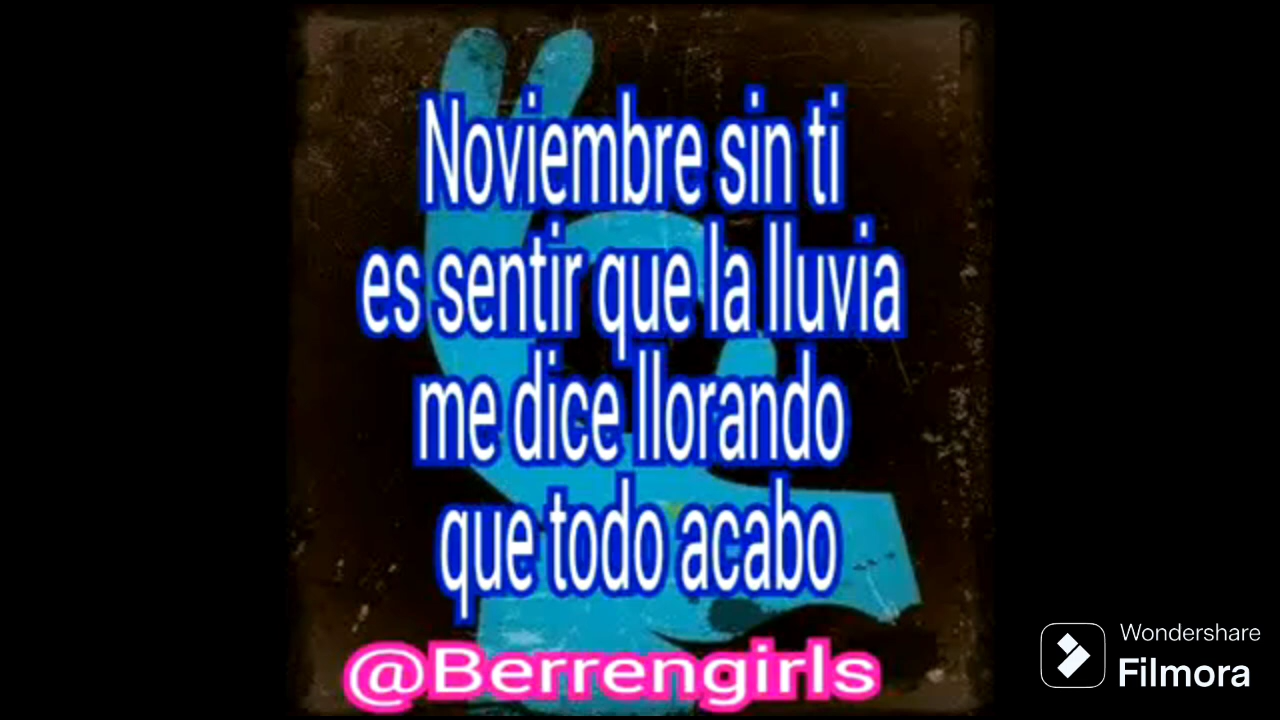 Noviembre sin ti
es sentir que la lluvia
me dice llorando
que todo acabo
@Berrengirls
Wondershare
Filmora